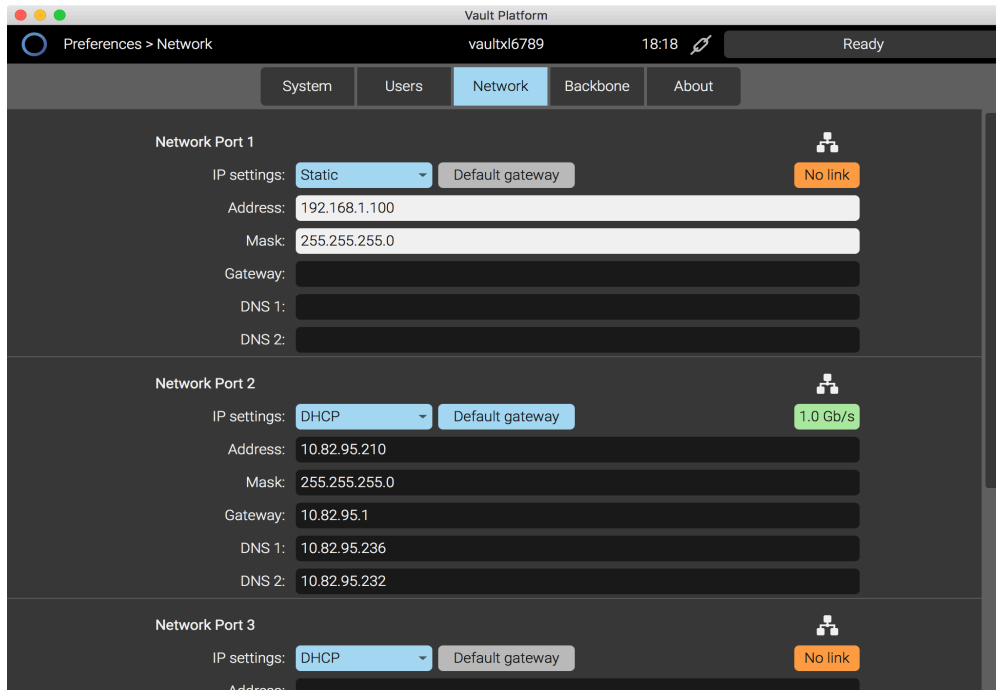 Vault Platform
Preferences > Network vaultxl6789 18:18 Ready
System Users Network Backbone About
Network Port 1
IP settings: Static Default gateway No link
Address: 192.168.1.100
Mask: 255.255.255.0
Gateway:
DNS 1:
DNS 2:
Network Port 2
IP settings: DHCP Default gateway 1.0 Gb/s
Address: 10.82.95.210
Mask: 255.255.255.0
Gateway: 10.82.95.1
DNS 1: 10.82.95.236
DNS 2: 10.82.95.232
Network Port 3
IP settings: DHCP Default gateway No link
Address: